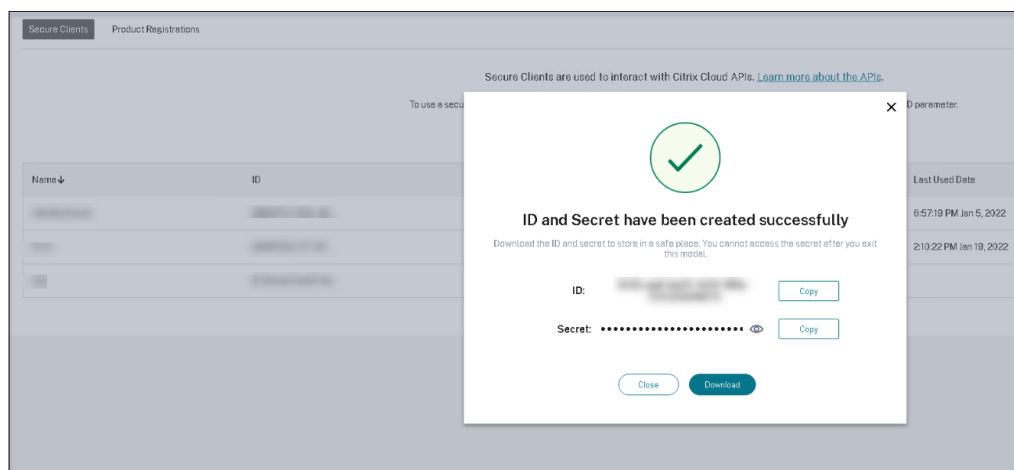 Secure Clients
Product Registrations
Secure Clients are used to interact with Citrix Cloud APIs. Learn more about the APIs.
To use a secu
D parameter.
Name↓
ID
Last Used Date
6:57:19 PM Jan 5, 2022
2:10:22 PM Jan 19, 2022
ID and Secret have been created successfully
Download the ID and secret to store in a safe place. You cannot access the secret after you exit
this modal.
ID:
Copy
Secret: ••••••••••••••••••••••• Copy
Close
Download